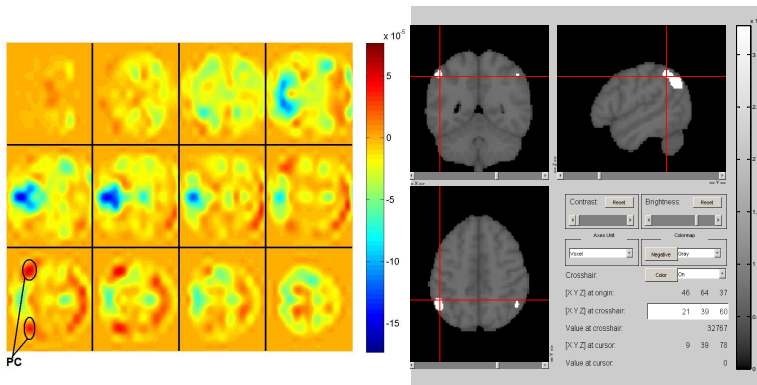 x 10⁻⁵
5
0
-5
-10
-15
PC
Contrast:
Reset
Brightness:
Reset
Axes Unit
Colormap
Voxel
Negative
Gray
Crosshair:
Color
On
[X Y Z] at origin:
46 64 37
[X Y Z] at crosshair:
21 39 60
Value at crosshair:
32767
[X Y Z] at cursor:
9 39 78
Value at cursor:
0